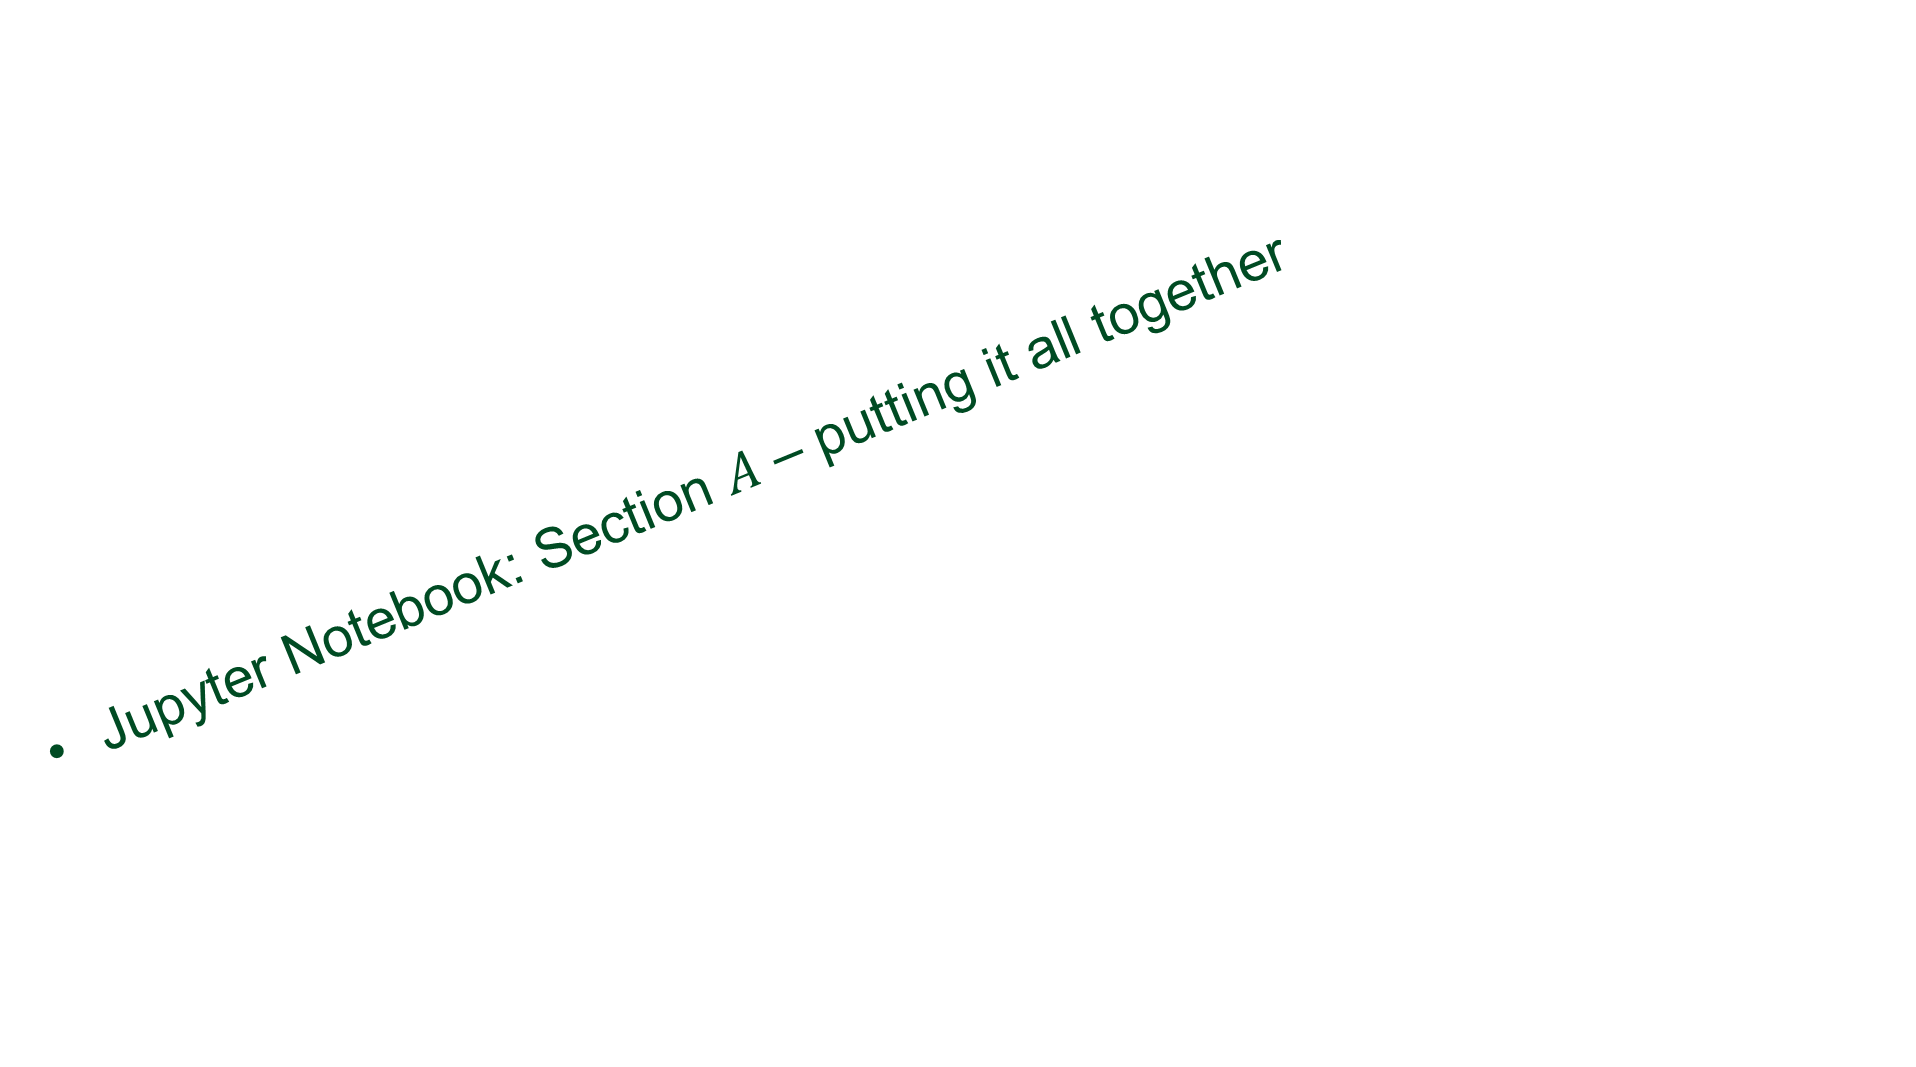 • Jupyter Notebook: Section A – putting it all together